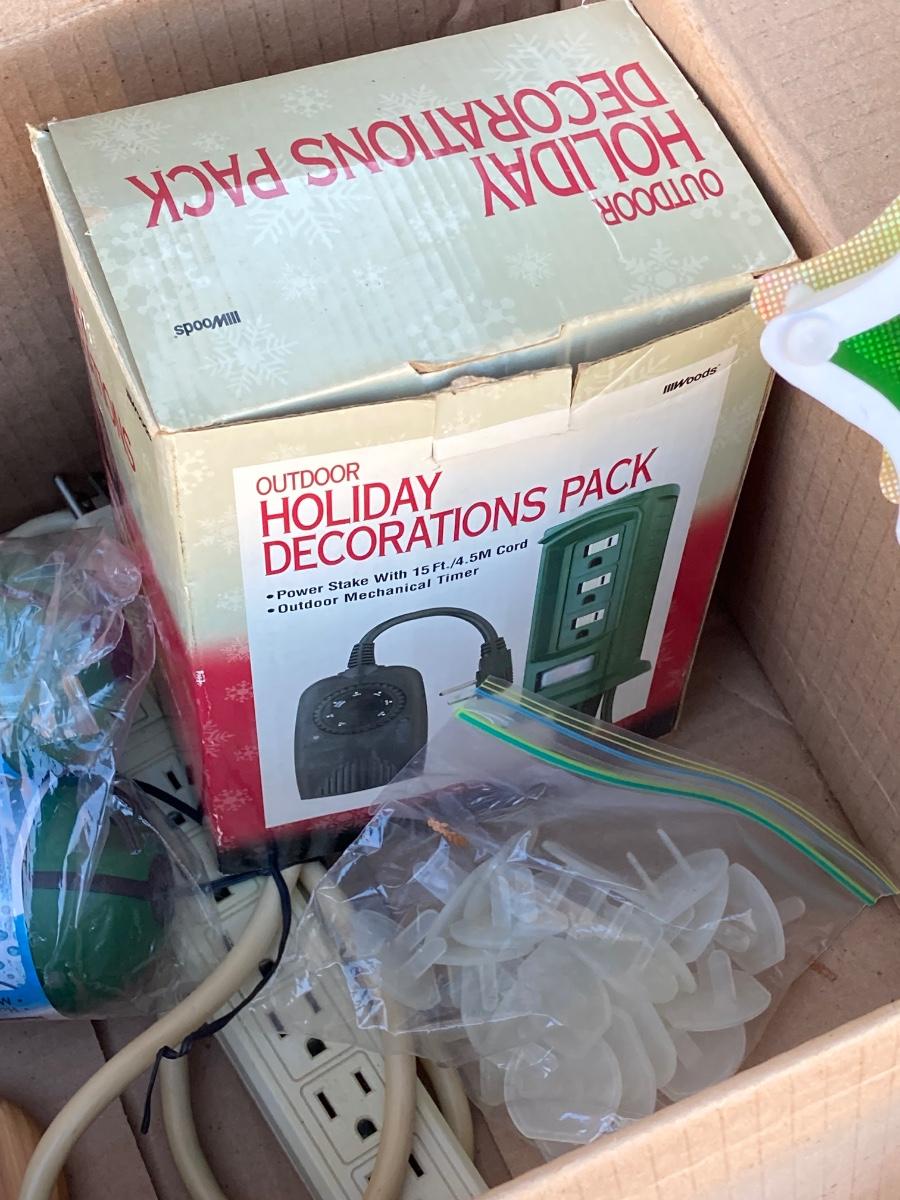 OUTDOOR
HOLIDAY
DECORATIONS PACK
Woods®
Woods®
OUTDOOR
HOLIDAY
DECORATIONS PACK
• Power Stake With 15 Ft./4.5M Cord
• Outdoor Mechanical Timer